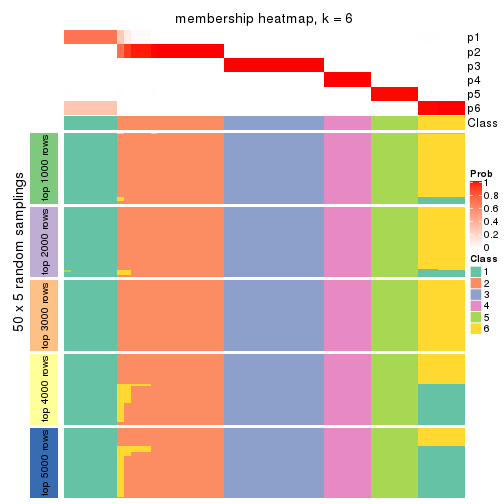 membership heatmap, k = 6
p1
p2
p3
p4
p5
p6
Class
50 x 5 random samplings
top 1000 rows
top 2000 rows
top 3000 rows
top 4000 rows
top 5000 rows
Prob
1
0.8
0.6
0.4
0.2
0
Class
1
2
3
4
5
6